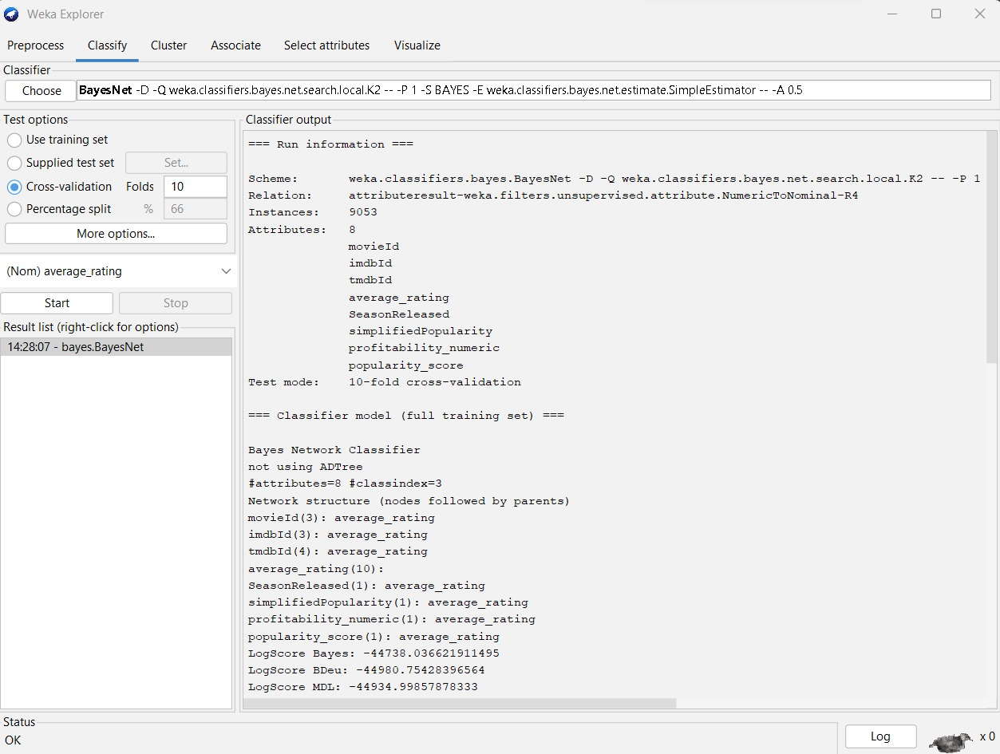 Weka Explorer
Preprocess Classify Cluster Associate Select attributes Visualize
Classifier
Choose BayesNet -D -Q weka.classifiers.bayes.net.search.local.K2 -- -P 1 -S BAYES -E weka.classifiers.bayes.net.estimate.SimpleEstimator -- -A 0.5
Test options
Use training set
Supplied test set Set...
Cross-validation Folds 10
Percentage split % 66
More options...
(Nom) average_rating
Start Stop
Result list (right-click for options)
14:28:07 - bayes.BayesNet
Classifier output
=== Run information ===
Scheme: weka.classifiers.bayes.BayesNet -D -Q weka.classifiers.bayes.net.search.local.K2 -- -P 1
Relation: attributeresult-weka.filters.unsupervised.attribute.NumericToNominal-R4
Instances: 9053
Attributes: 8
movieId
imdbId
tmdbId
average_rating
SeasonReleased
simplifiedPopularity
profitability_numeric
popularity_score
Test mode: 10-fold cross-validation
=== Classifier model (full training set) ===
Bayes Network Classifier
not using ADTree
#attributes=8 #classindex=3
Network structure (nodes followed by parents)
movieId(3): average_rating
imdbId(3): average_rating
tmdbId(4): average_rating
average_rating(10):
SeasonReleased(1): average_rating
simplifiedPopularity(1): average_rating
profitability_numeric(1): average_rating
popularity_score(1): average_rating
LogScore Bayes: -44738.036621911495
LogScore BDeu: -44980.75428396564
LogScore MDL: -44934.99857878333
Status
OK
Log x 0